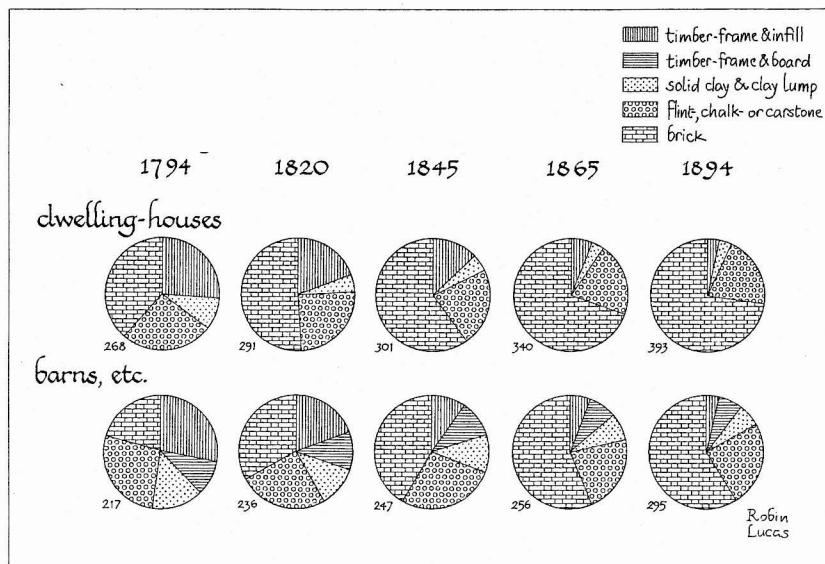 timber-frame & infill
timber-frame & board
solid clay & clay lump
flint-, chalk- or carstone
brick
1794 1820 1845 1865 1894
dwelling-houses
268 291 301 340 393
barns, etc.
217 236 247 256 295
Robin
Lucas